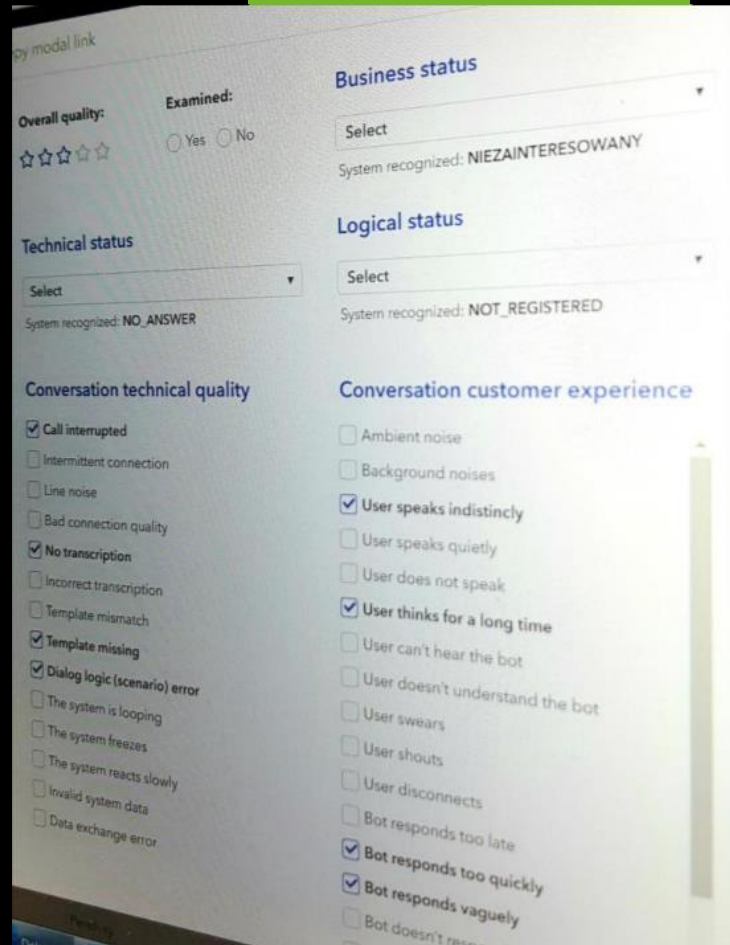 py modal link
Overall quality:
Examined:
Yes No
Business status
Select
System recognized: NIEZAINTERESOWANY
Technical status
Select
System recognized: NO_ANSWER
Logical status
Select
System recognized: NOT_REGISTERED
Conversation technical quality
Call interrupted
Intermittent connection
Line noise
Bad connection quality
No transcription
Incorrect transcription
Template mismatch
Template missing
Dialog logic (scenario) error
The system is looping
The system freezes
The system reacts slowly
Invalid system data
Data exchange error
Conversation customer experience
Ambient noise
Background noises
User speaks indistincly
User speaks quietly
User does not speak
User thinks for a long time
User can't hear the bot
User doesn't understand the bot
User swears
User shouts
User disconnects
Bot responds too late
Bot responds too quickly
Bot responds vaguely
Bot doesn't